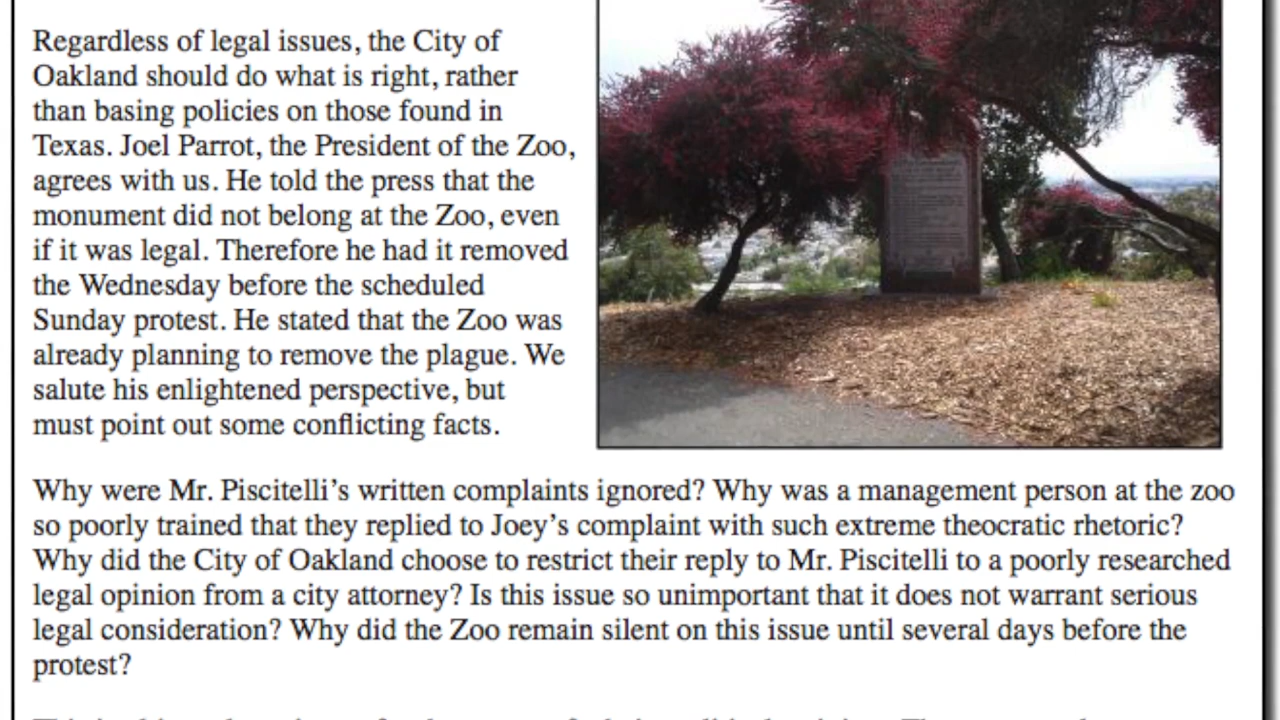 Regardless of legal issues, the City of
Oakland should do what is right, rather
than basing policies on those found in
Texas. Joel Parrot, the President of the Zoo,
agrees with us. He told the press that the
monument did not belong at the Zoo, even
if it was legal. Therefore he had it removed
the Wednesday before the scheduled
Sunday protest. He stated that the Zoo was
already planning to remove the plague. We
salute his enlightened perspective, but
must point out some conflicting facts.
Why were Mr. Piscitelli's written complaints ignored? Why was a management person at the zoo
so poorly trained that they replied to Joey's complaint with such extreme theocratic rhetoric?
Why did the City of Oakland choose to restrict their reply to Mr. Piscitelli to a poorly researched
legal opinion from a city attorney? Is this issue so unimportant that it does not warrant serious
legal consideration? Why did the Zoo remain silent on this issue until several days before the
protest?